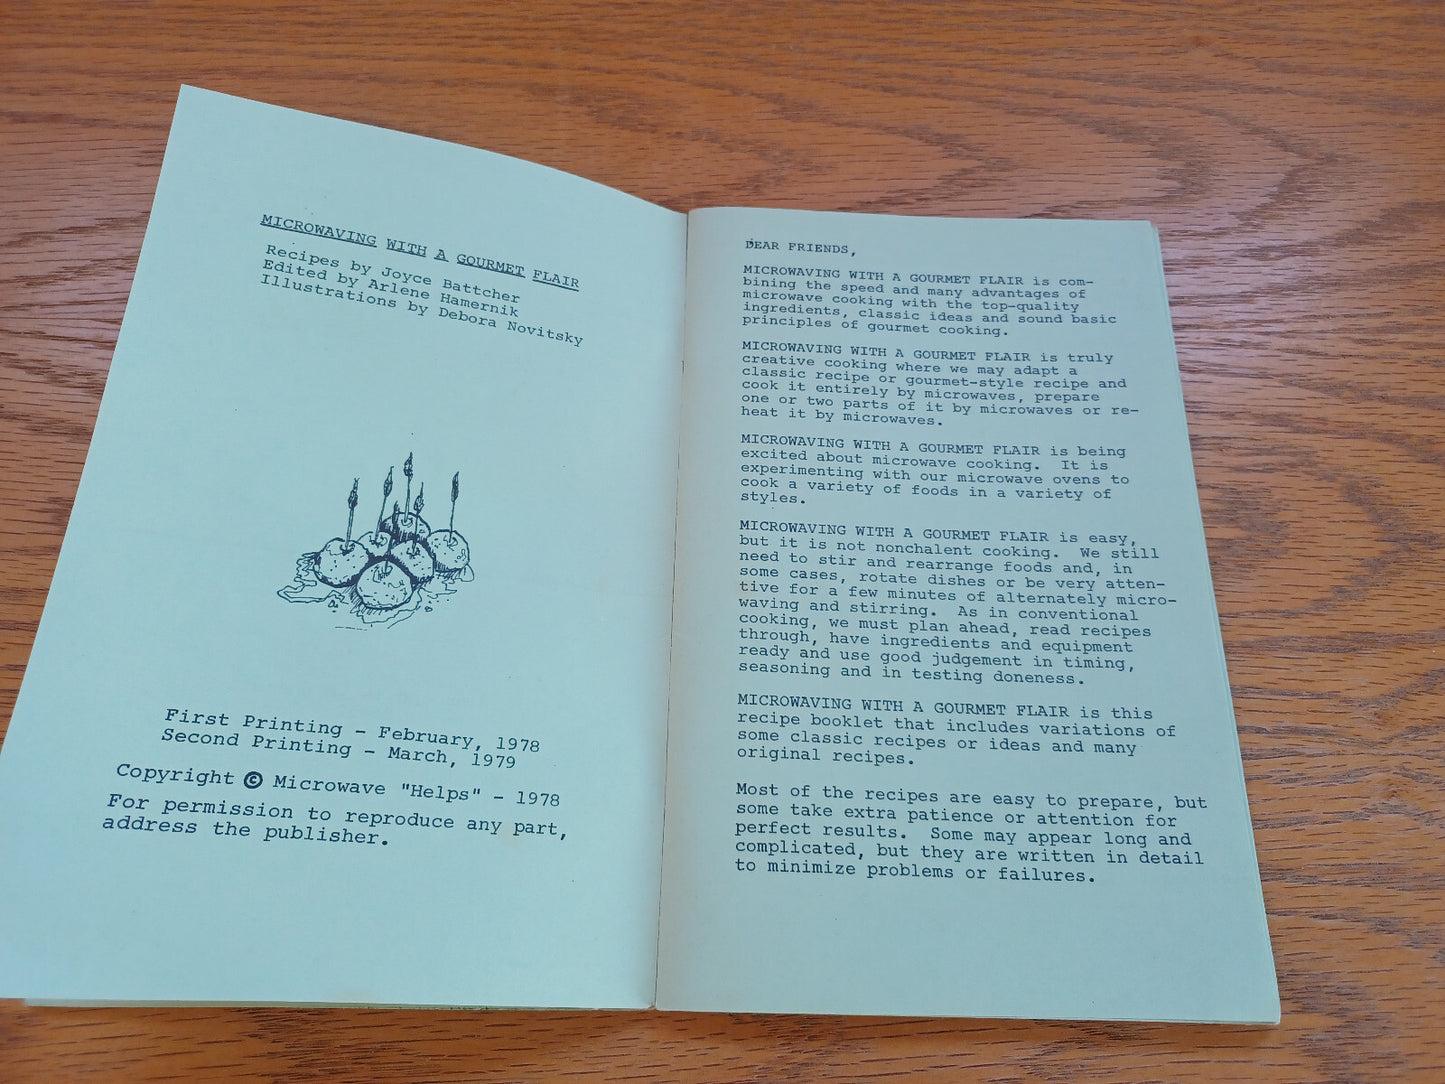 MICROWAVING WITH A GOURMET FLAIR
Recipes by Joyce Battcher
Edited by Arlene Hamernik
Illustrations by Debora Novitsky
First Printing - February, 1978
Second Printing - March, 1979
Copyright © Microwave "Helps" - 1978
For permission to reproduce any part,
address the publisher.
DEAR FRIENDS,
MICROWAVING WITH A GOURMET FLAIR is com-
bining the speed and many advantages of
microwave cooking with the top-quality
ingredients, classic ideas and sound basic
principles of gourmet cooking.
MICROWAVING WITH A GOURMET FLAIR is truly
creative cooking where we may adapt a
classic recipe or gourmet-style recipe and
cook it entirely by microwaves, prepare
one or two parts of it by microwaves or re-
heat it by microwaves.
MICROWAVING WITH A GOURMET FLAIR is being
excited about microwave cooking. It is
experimenting with our microwave ovens to
cook a variety of foods in a variety of
styles.
MICROWAVING WITH A GOURMET FLAIR is easy,
but it is not nonchalent cooking. We still
need to stir and rearrange foods and, in
some cases, rotate dishes or be very atten-
tive for a few minutes of alternately micro-
waving and stirring. As in conventional
cooking, we must plan ahead, read recipes
through, have ingredients and equipment
ready and use good judgement in timing,
seasoning and in testing doneness.
MICROWAVING WITH A GOURMET FLAIR is this
recipe booklet that includes variations of
some classic recipes or ideas and many
original recipes.
Most of the recipes are easy to prepare, but
some take extra patience or attention for
perfect results. Some may appear long and
complicated, but they are written in detail
to minimize problems or failures.